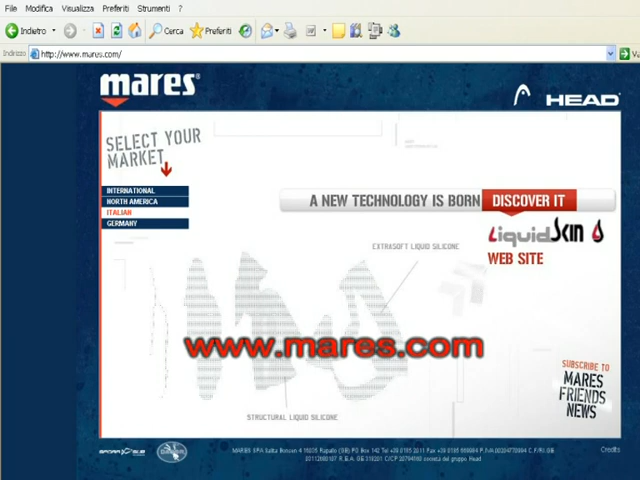 File Modifica Visualizza Preferiti Strumenti ?
Indietro Cerca Preferiti
Indirizzo http://www.mares.com/
mares
HEAD
SELECT YOUR
MARKET
INTERNATIONAL
NORTH AMERICA
ITALIAN
GERMANY
A NEW TECHNOLOGY IS BORN DISCOVER IT
LiquidSkin
WEB SITE
EXTRASOFT LIQUID SILICONE
www.mares.com
STRUCTURAL LIQUID SILICONE
SUBSCRIBE TO
MARES
FRIENDS
NEWS
Credits